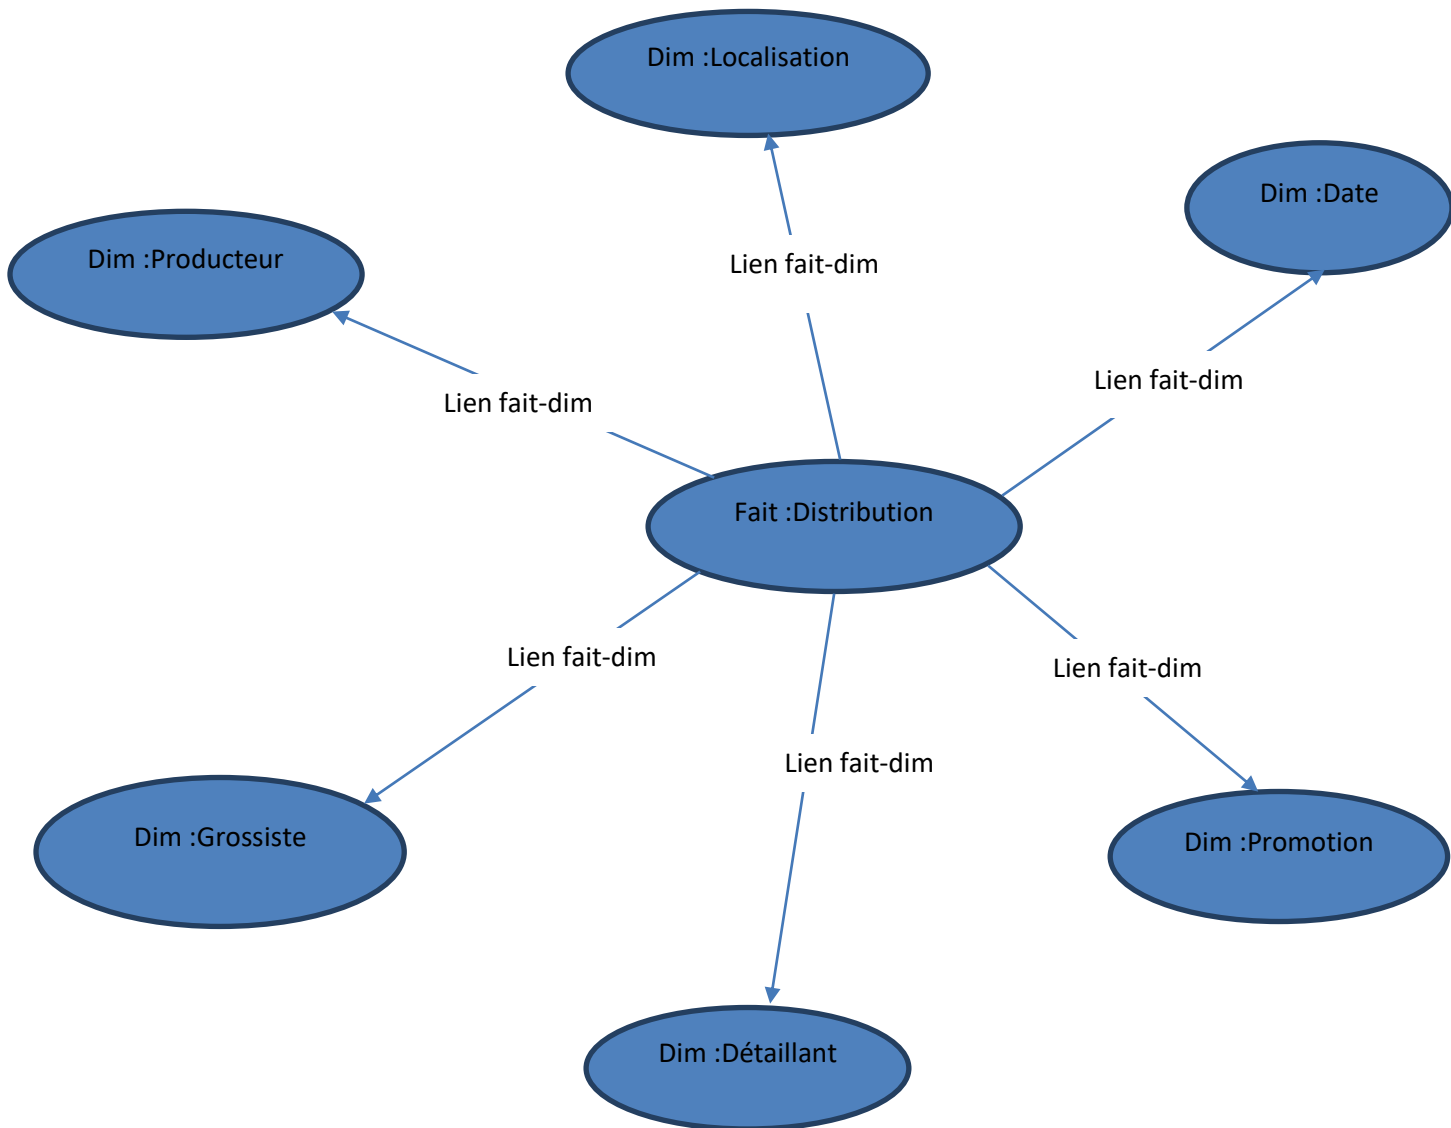 Dim :Localisation
Dim :Date
Dim :Producteur
Lien fait-dim
Lien fait-dim
Lien fait-dim
Fait :Distribution
Lien fait-dim
Lien fait-dim
Lien fait-dim
Dim :Grossiste
Dim :Promotion
Dim :Détaillant